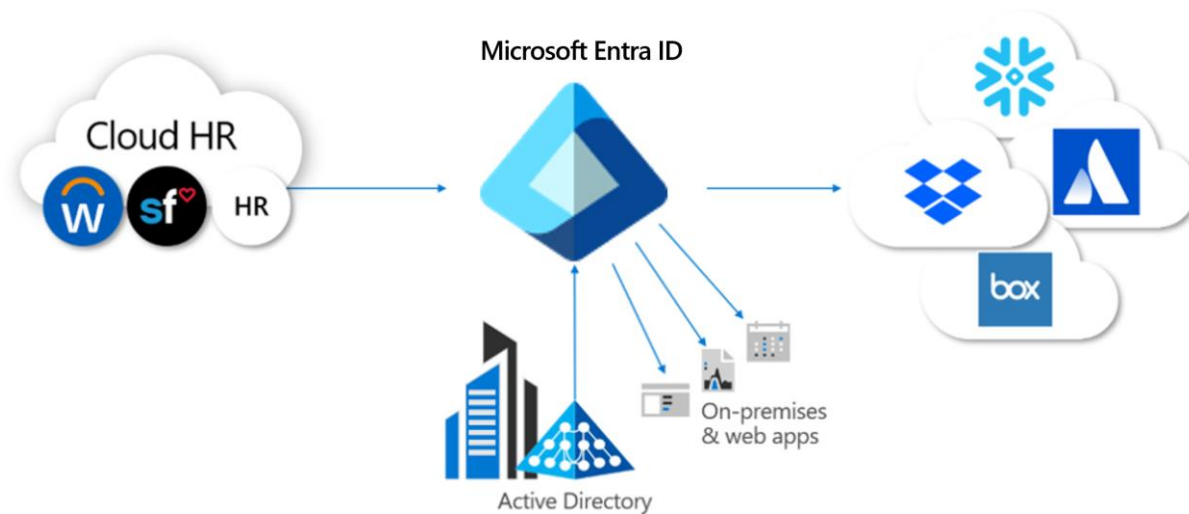 Microsoft Entra ID
Cloud HR
W
sf
HR
box
On-premises
& web apps
Active Directory